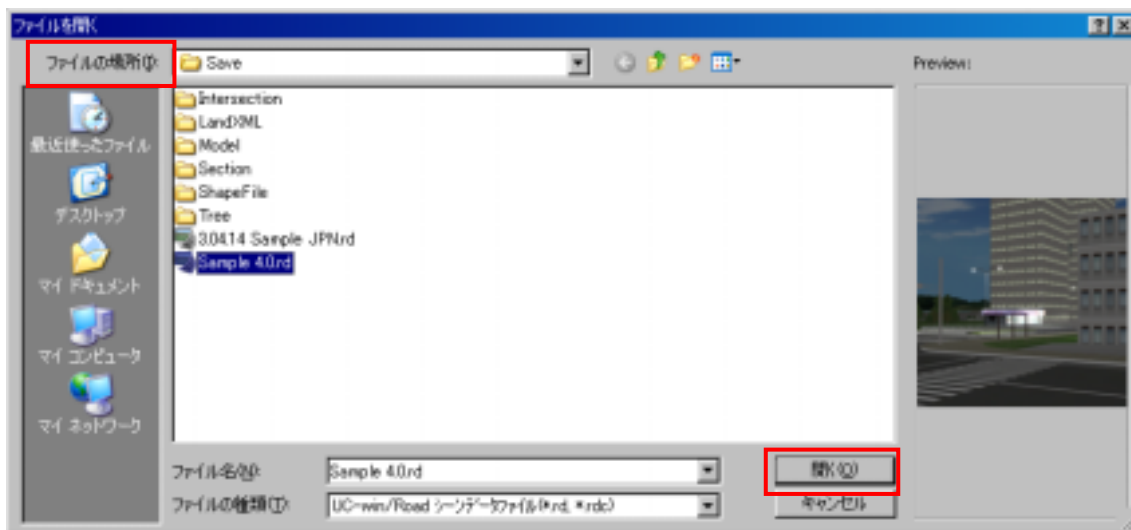 ファイルを開く
ファイルの場所(I):
Save
Preview:
Intersection
LandXML
Model
Section
ShapeFile
Tree
3.04.14 Sample JPN.rd
Sample 4.0.rd
最近使ったファイル
デスクトップ
マイ ドキュメント
マイ コンピュータ
マイ ネットワーク
ファイル名(N):
Sample 4.0.rd
開く(O)
ファイルの種類(T):
UC-win/Road シーンデータファイル(*.rd, *.rdc)
キャンセル